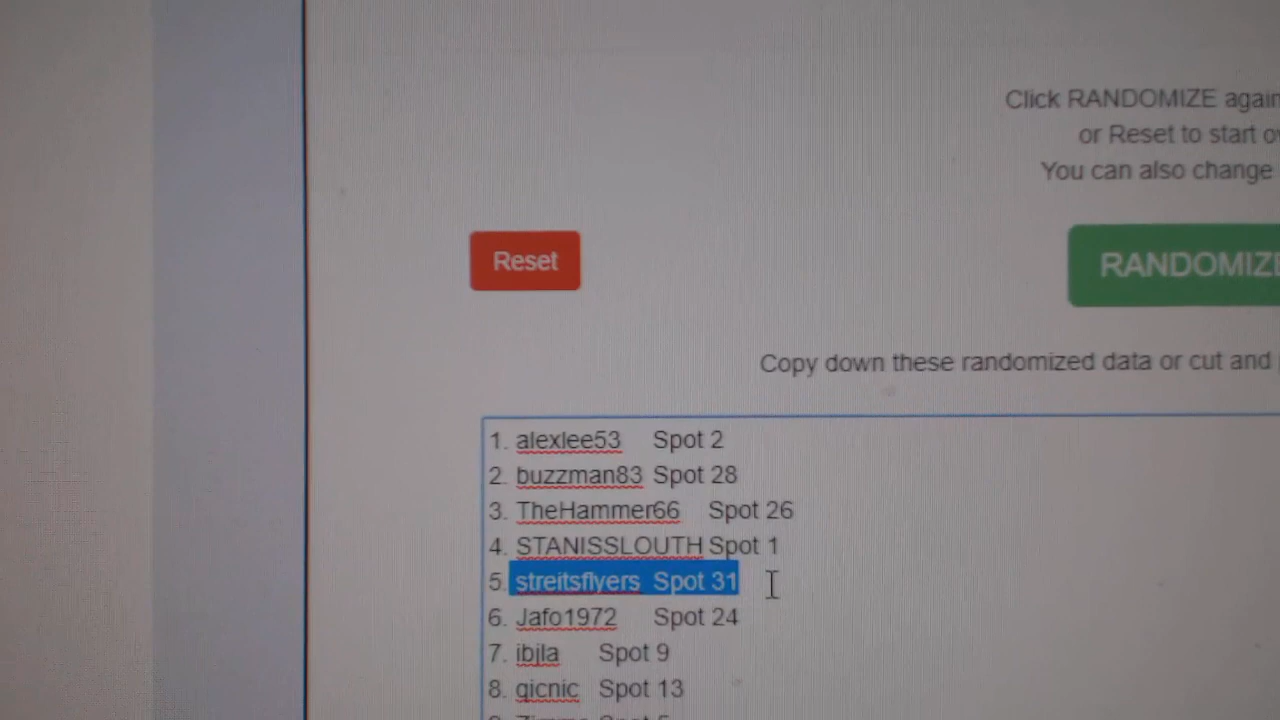 Click RANDOMIZE again
or Reset to start
You can also change
Reset
RANDOMIZE
Copy down these randomized data or cut and
1. alexlee53 Spot 2
2. buzzman83 Spot 28
3. TheHammer66 Spot 26
4. STANISSLOUTH Spot 1
5. streitsflyers Spot 31
6. Jafo1972 Spot 24
7. ibjla Spot 9
8. gicnic Spot 13